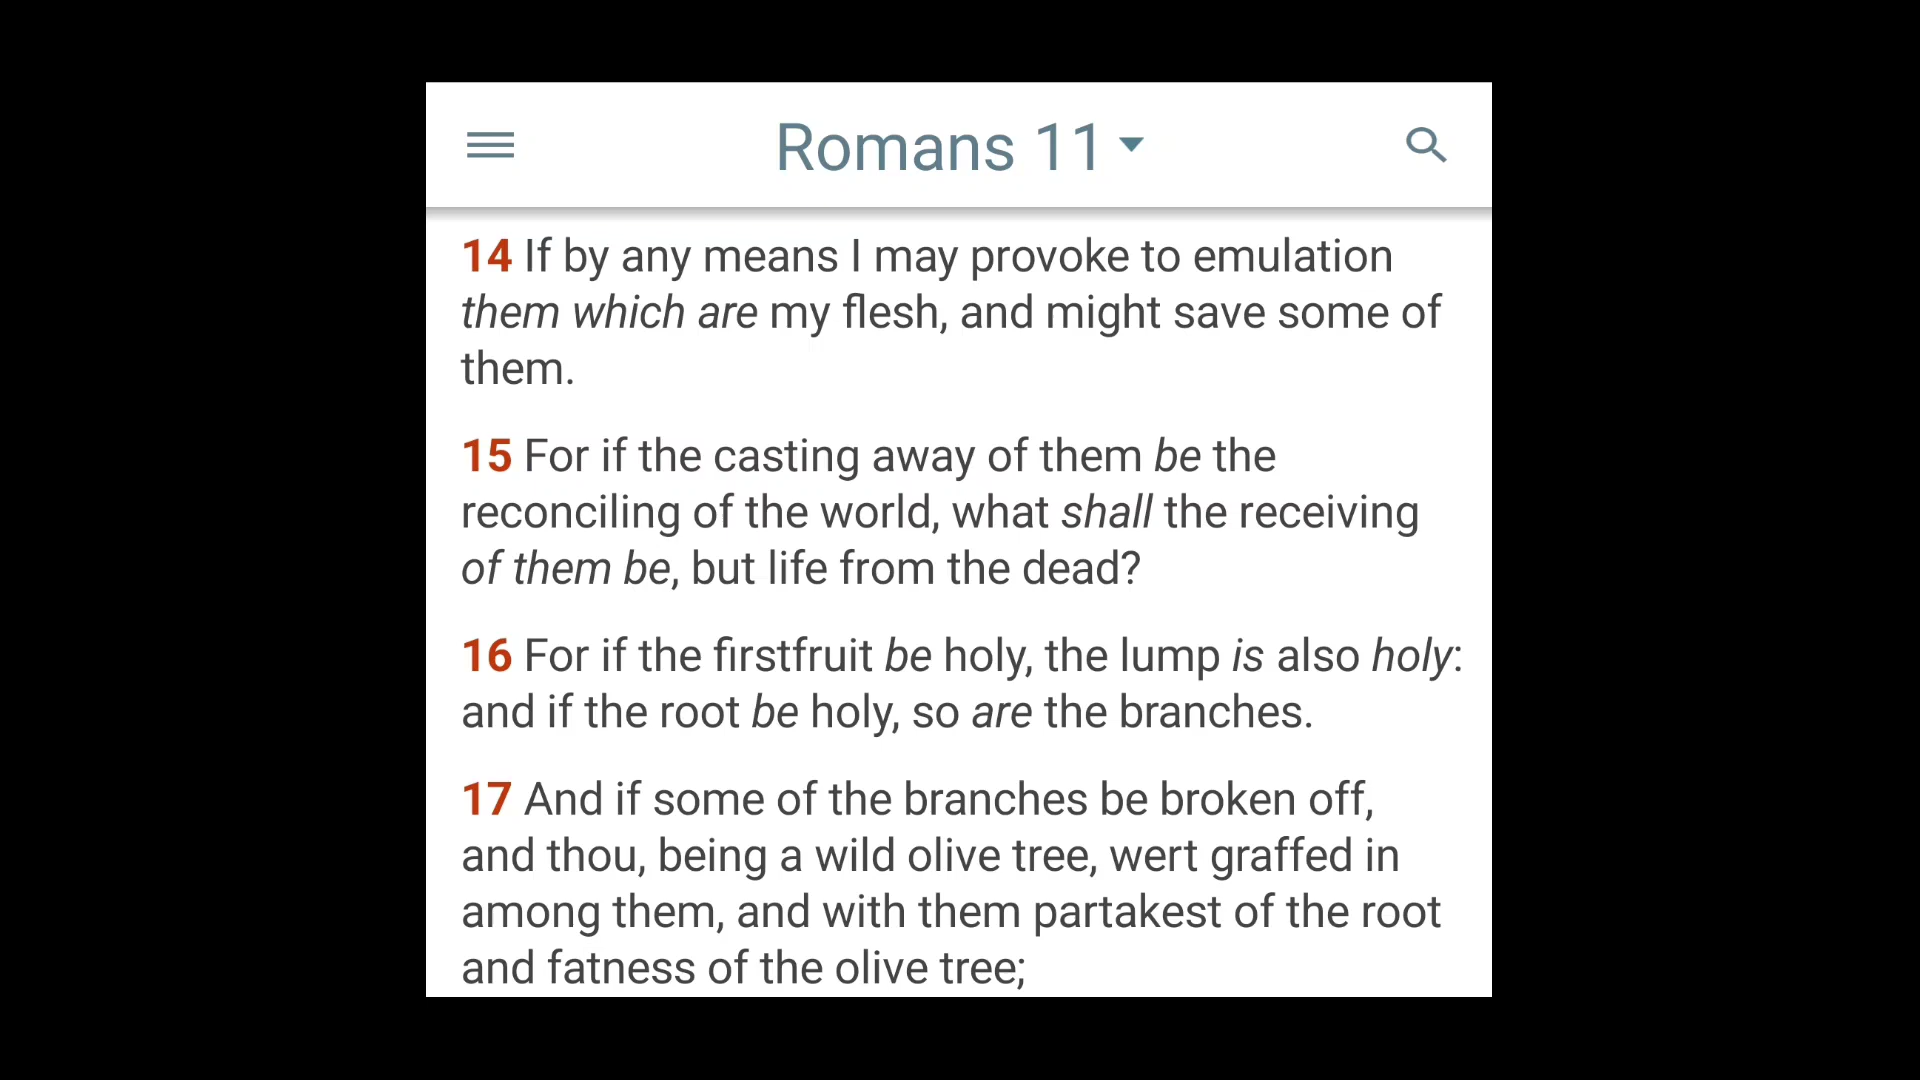 Romans 11
14 If by any means I may provoke to emulation
them which are my flesh, and might save some of
them.
15 For if the casting away of them be the
reconciling of the world, what shall the receiving
of them be, but life from the dead?
16 For if the firstfruit be holy, the lump is also holy:
and if the root be holy, so are the branches.
17 And if some of the branches be broken off,
and thou, being a wild olive tree, wert graffed in
among them, and with them partakest of the root
and fatness of the olive tree;